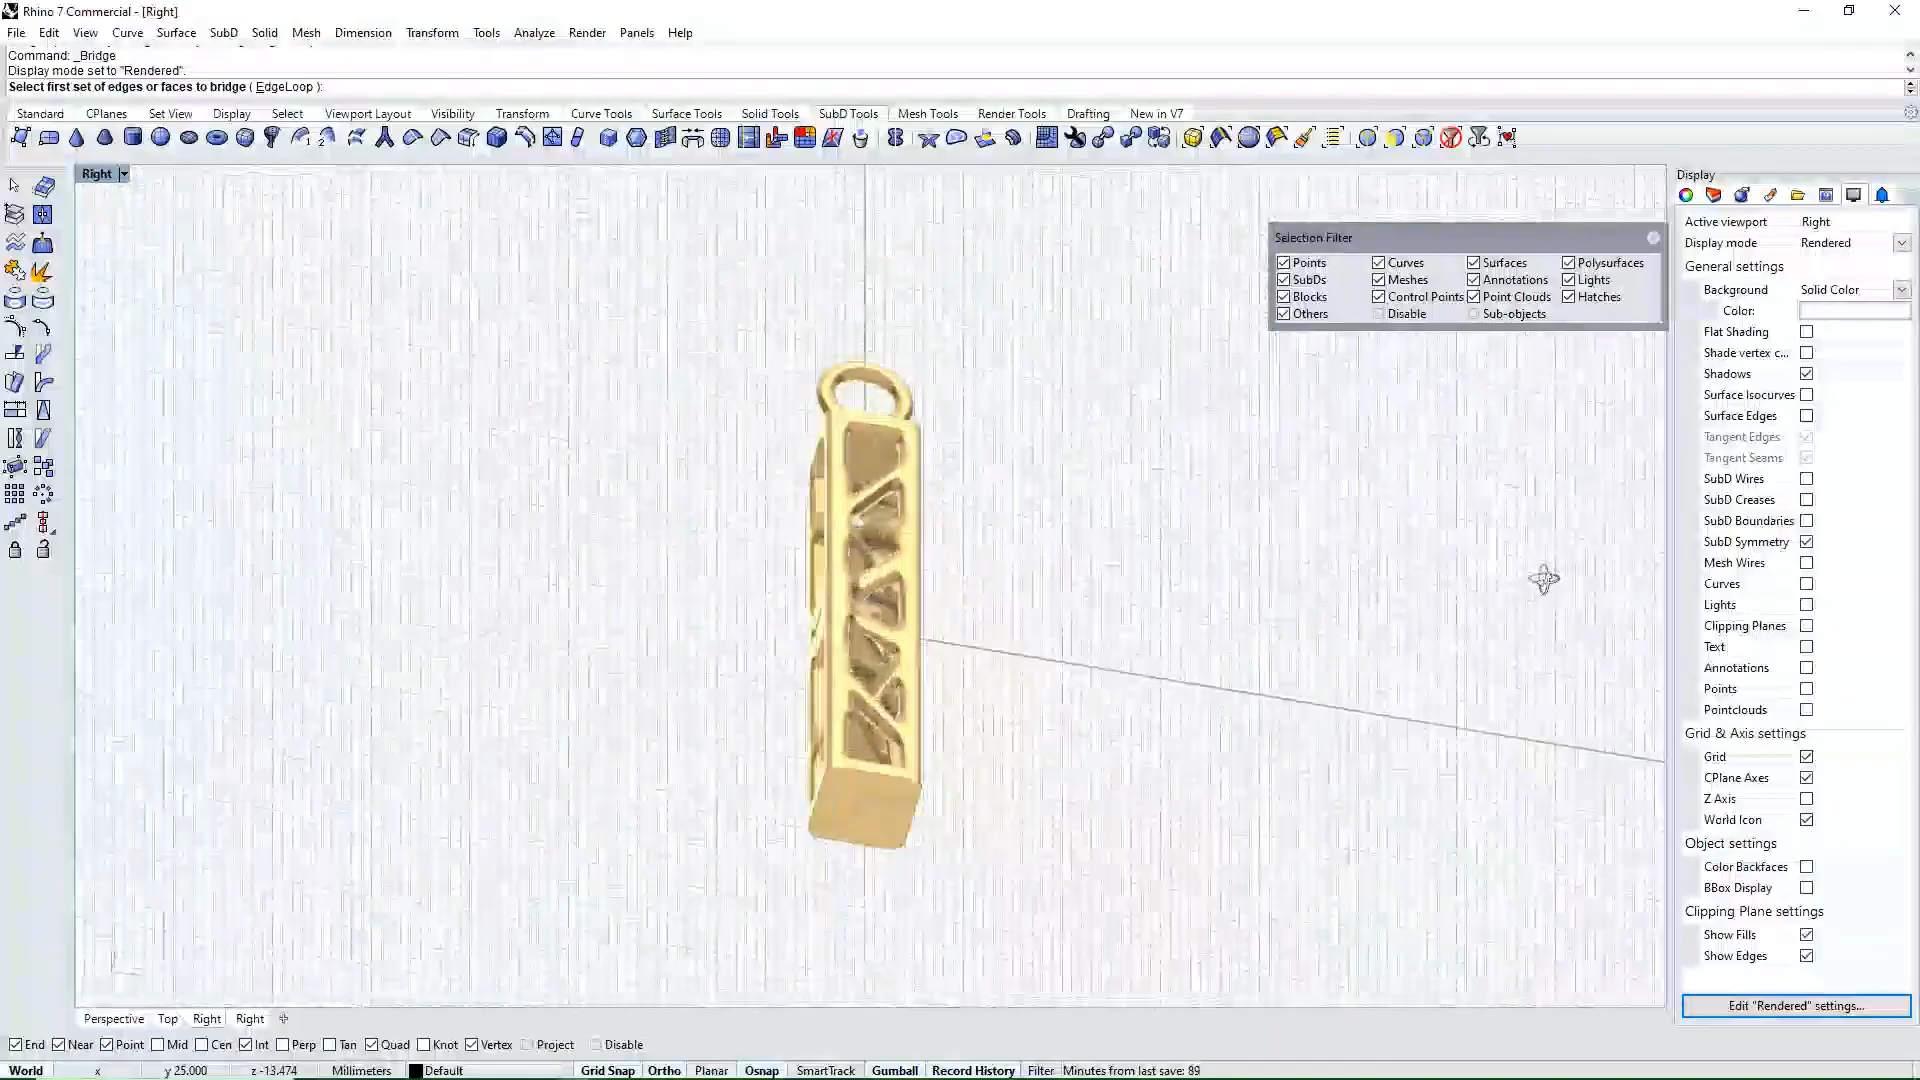 Rhino 7 Commercial - [Right]
File Edit View Curve Surface SubD Solid Mesh Dimension Transform Tools Analyze Render Panels Help
Command: _Bridge
Display mode set to "Rendered".
Select first set of edges or faces to bridge ( EdgeLoop ):
Standard CPlanes Set View Display Select Viewport Layout Visibility Transform Curve Tools Surface Tools Solid Tools SubD Tools Mesh Tools Render Tools Drafting New in V7
Right
Selection Filter
Points Curves Surfaces Polysurfaces
SubDs Meshes Annotations Lights
Blocks Control Points Point Clouds Hatches
Others Disable Sub-objects
Display
Active viewport Right
Display mode Rendered
General settings
Background Solid Color
Color:
Flat Shading
Shade vertex c...
Shadows
Surface Isocurves
Surface Edges
Tangent Edges
Tangent Seams
SubD Wires
SubD Creases
SubD Boundaries
SubD Symmetry
Mesh Wires
Curves
Lights
Clipping Planes
Text
Annotations
Points
Pointclouds
Grid & Axis settings
Grid
CPlane Axes
Z Axis
World Icon
Object settings
Color Backfaces
BBox Display
Clipping Plane settings
Show Fills
Show Edges
Edit "Rendered" settings...
Perspective Top Right Right
End Near Point Mid Cen Int Perp Tan Quad Knot Vertex Project Disable
World x y 25.000 z -13.474 Millimeters Default Grid Snap Ortho Planar Osnap SmartTrack Gumball Record History Filter Minutes from last save: 89